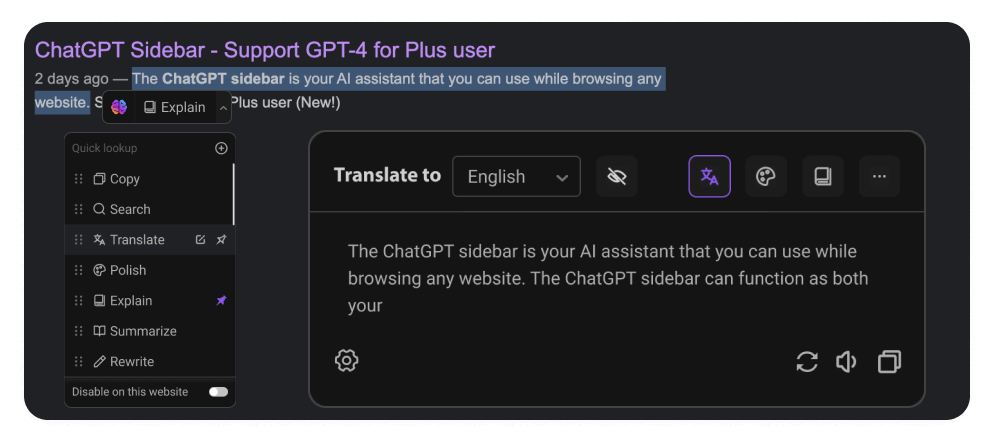 ChatGPT Sidebar - Support GPT-4 for Plus user
2 days ago — The ChatGPT sidebar is your AI assistant that you can use while browsing any
website. S
Explain
Plus user (New!)
Quick lookup
Copy
Search
Translate
Polish
Explain
Summarize
Rewrite
Disable on this website
Translate to
English
The ChatGPT sidebar is your AI assistant that you can use while
browsing any website. The ChatGPT sidebar can function as both
your